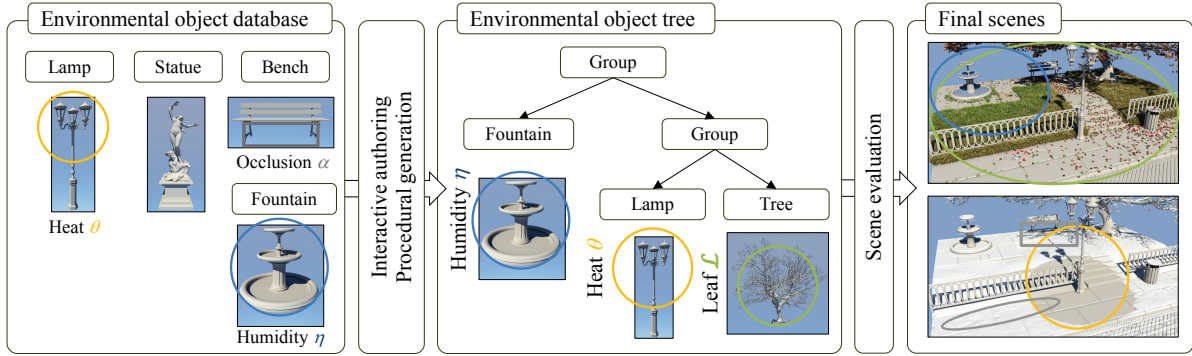 Environmental object database
Lamp
Statue
Bench
Heat θ
Occlusion α
Fountain
Humidity η
Interactive authoring
Procedural generation
Environmental object tree
Group
Fountain
Group
Humidity η
Lamp
Tree
Heat θ
Leaf ℒ
Scene evaluation
Final scenes